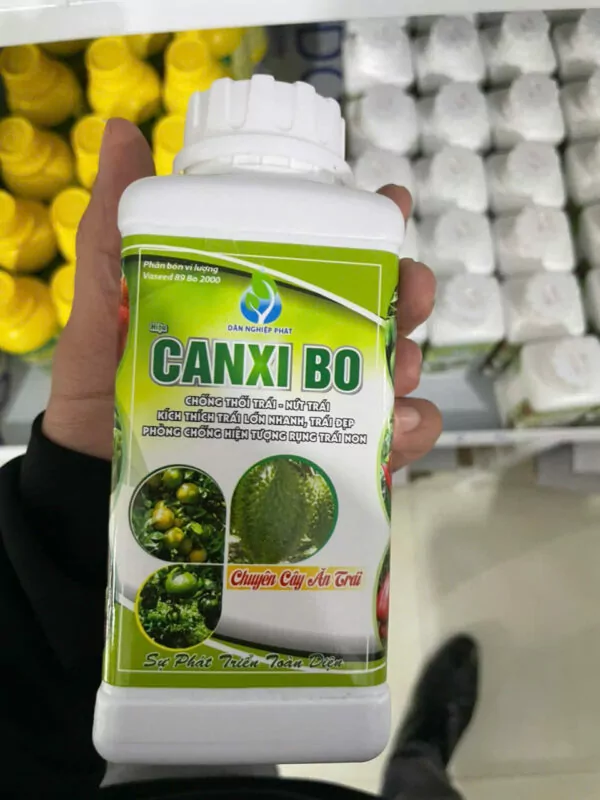 Phân bón vi lượng
Vaseed 89 Bo 2000
DÂN NGHIỆP PHÁT
Hiệu
CANXI BO
CHỐNG THỐI TRÁI - NỨT TRÁI
KÍCH THÍCH TRÁI LỚN NHANH, TRÁI ĐẸP
PHÒNG CHỐNG HIỆN TƯỢNG RỤNG TRÁI NON
Chuyên Cây Ăn Trái
Sự Phát Triển Toàn Diện